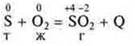 0 0 +4 -2
S + O₂ = SO₂ + Q
т ж г